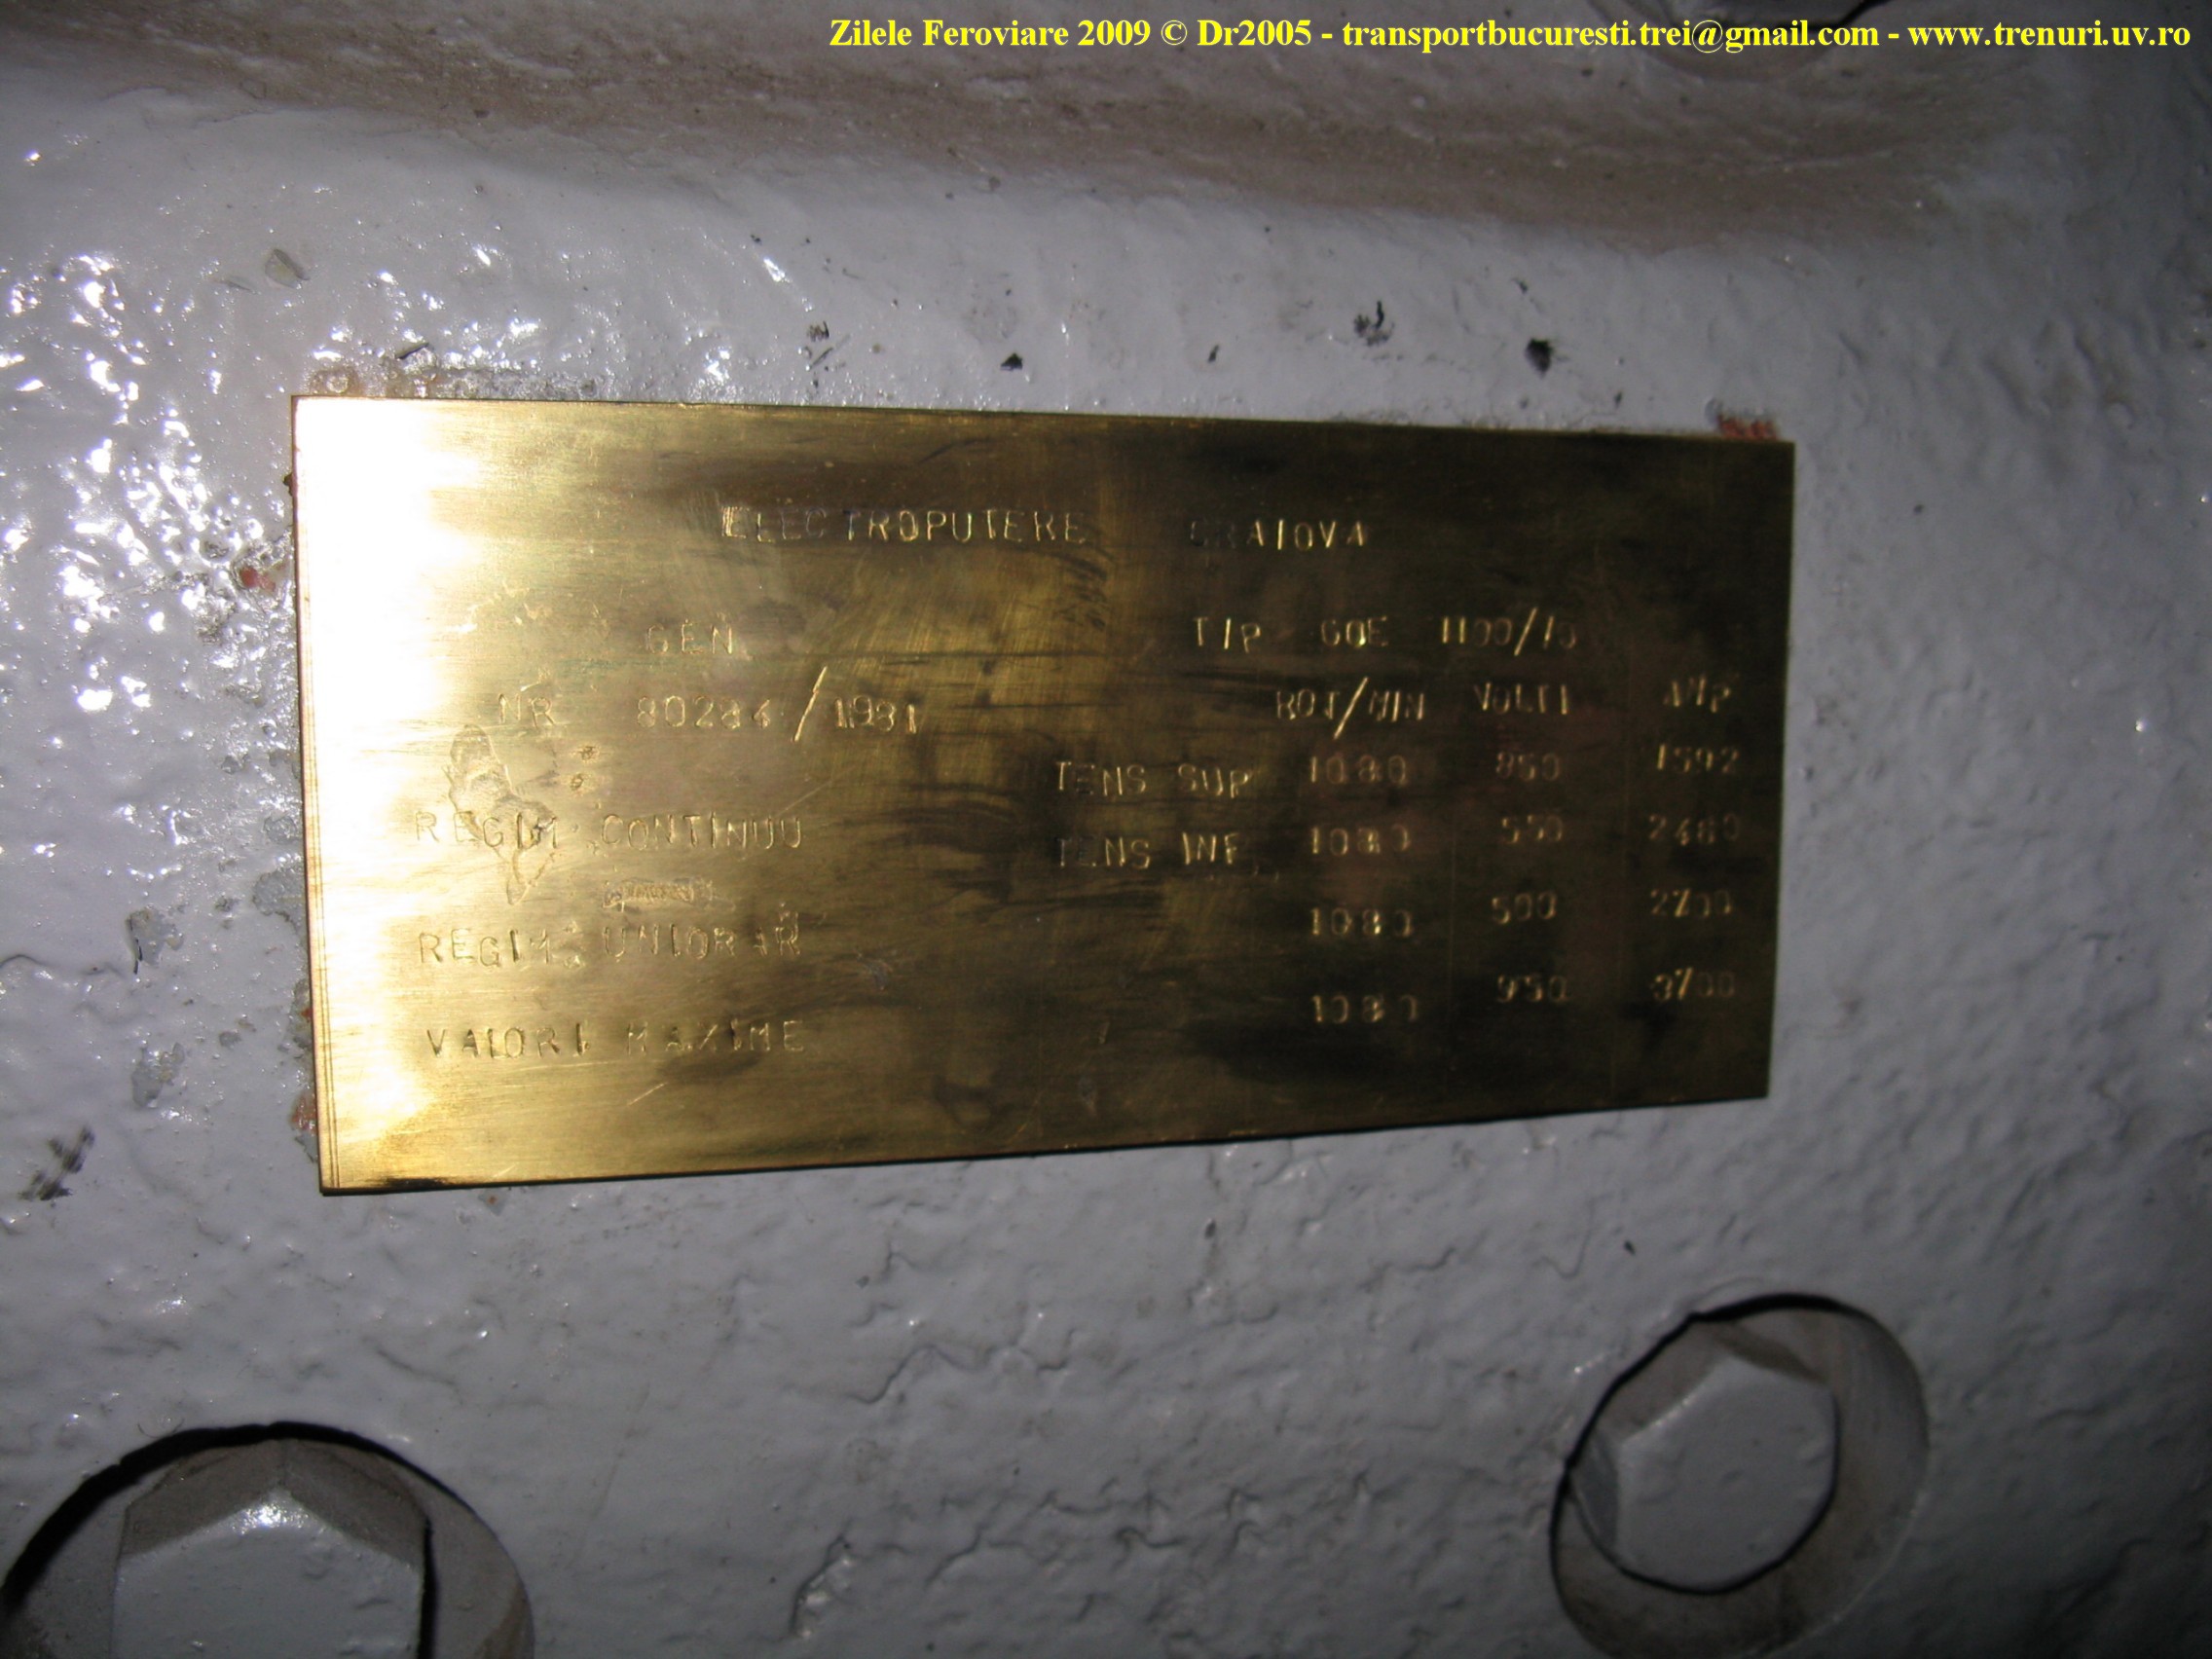 Zilele Feroviare 2009 © Dr2005 - transportbucuresti.trei@gmail.com - www.trenuri.uv.ro
ELECTROPUTERE CRAIOVA
GEN TIP GCE 1100/10
NR 80284/1981 ROT/MIN VOLTI AMP
TENS SUP 1080 850 1592
REGIM CONTINUU TENS INF 1080 550 2480
REGIM UNIORAR 1080 500 2700
VALORI MAXIME 1080 950 3700